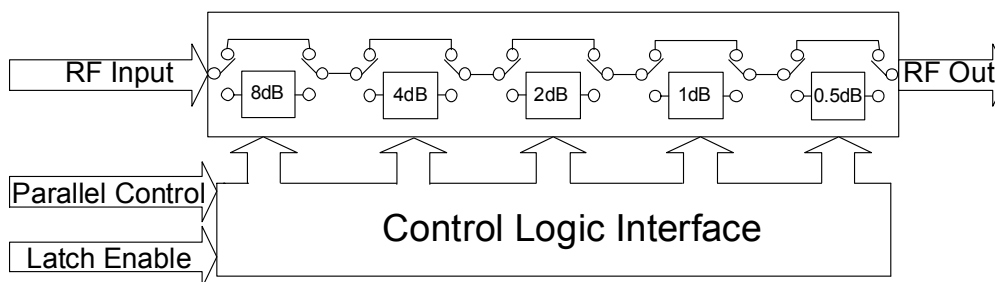 RF Input
8dB
4dB
2dB
1dB
0.5dB
RF Out
Parallel Control
Control Logic Interface
Latch Enable